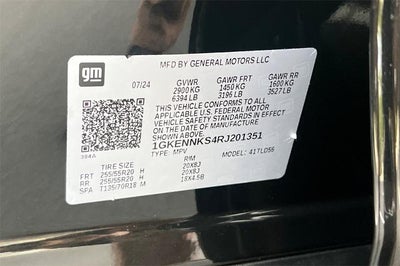 gm
MFD BY GENERAL MOTORS LLC
07/24 GVWR GAWR FRT GAWR RR
2900 KG 1450 KG 1600 KG
6394 LB 3196 LB 3527 LB
THIS VEHICLE CONFORMS TO ALL
APPLICABLE U.S. FEDERAL MOTOR
VEHICLE SAFETY STANDARDS IN EFFECT
ON THE DATE OF MANUFACTURE
SHOWN ABOVE.
1GKENNKS4RJ201351
TYPE: MPV MODEL: 41TLD56
TIRE SIZE RIM
FRT 255/55R20 H 20X8J
RR 255/55R20 H 20X8J
SPA T135/70R18 M 18X4.5B